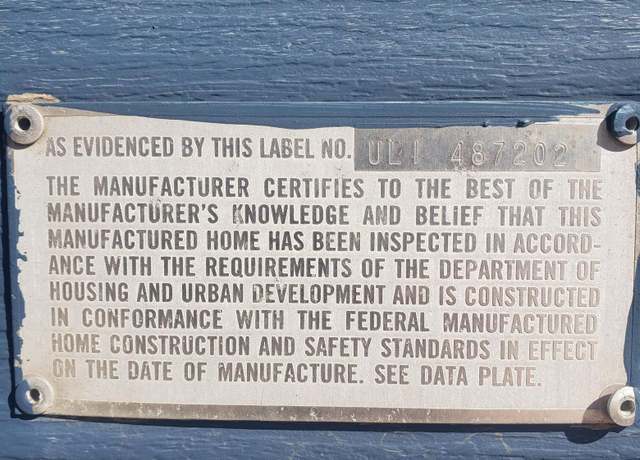 AS EVIDENCED BY THIS LABEL NO. ULI 487202
THE MANUFACTURER CERTIFIES TO THE BEST OF THE
MANUFACTURER'S KNOWLEDGE AND BELIEF THAT THIS
MANUFACTURED HOME HAS BEEN INSPECTED IN ACCORD-
ANCE WITH THE REQUIREMENTS OF THE DEPARTMENT OF
HOUSING AND URBAN DEVELOPMENT AND IS CONSTRUCTED
IN CONFORMANCE WITH THE FEDERAL MANUFACTURED
HOME CONSTRUCTION AND SAFETY STANDARDS IN EFFECT
ON THE DATE OF MANUFACTURE. SEE DATA PLATE.